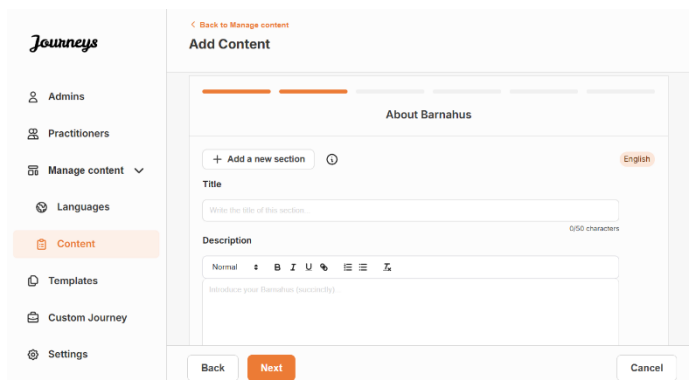 Journeys
Admins
Practitioners
Manage content
Languages
Content
Templates
Custom Journey
Settings
< Back to Manage content
Add Content
About Barnahus
+ Add a new section
English
Title
Write the title of this section...
0/50 characters
Description
Normal B I U
Introduce your Barnahus (succinctly)...
Back
Next
Cancel